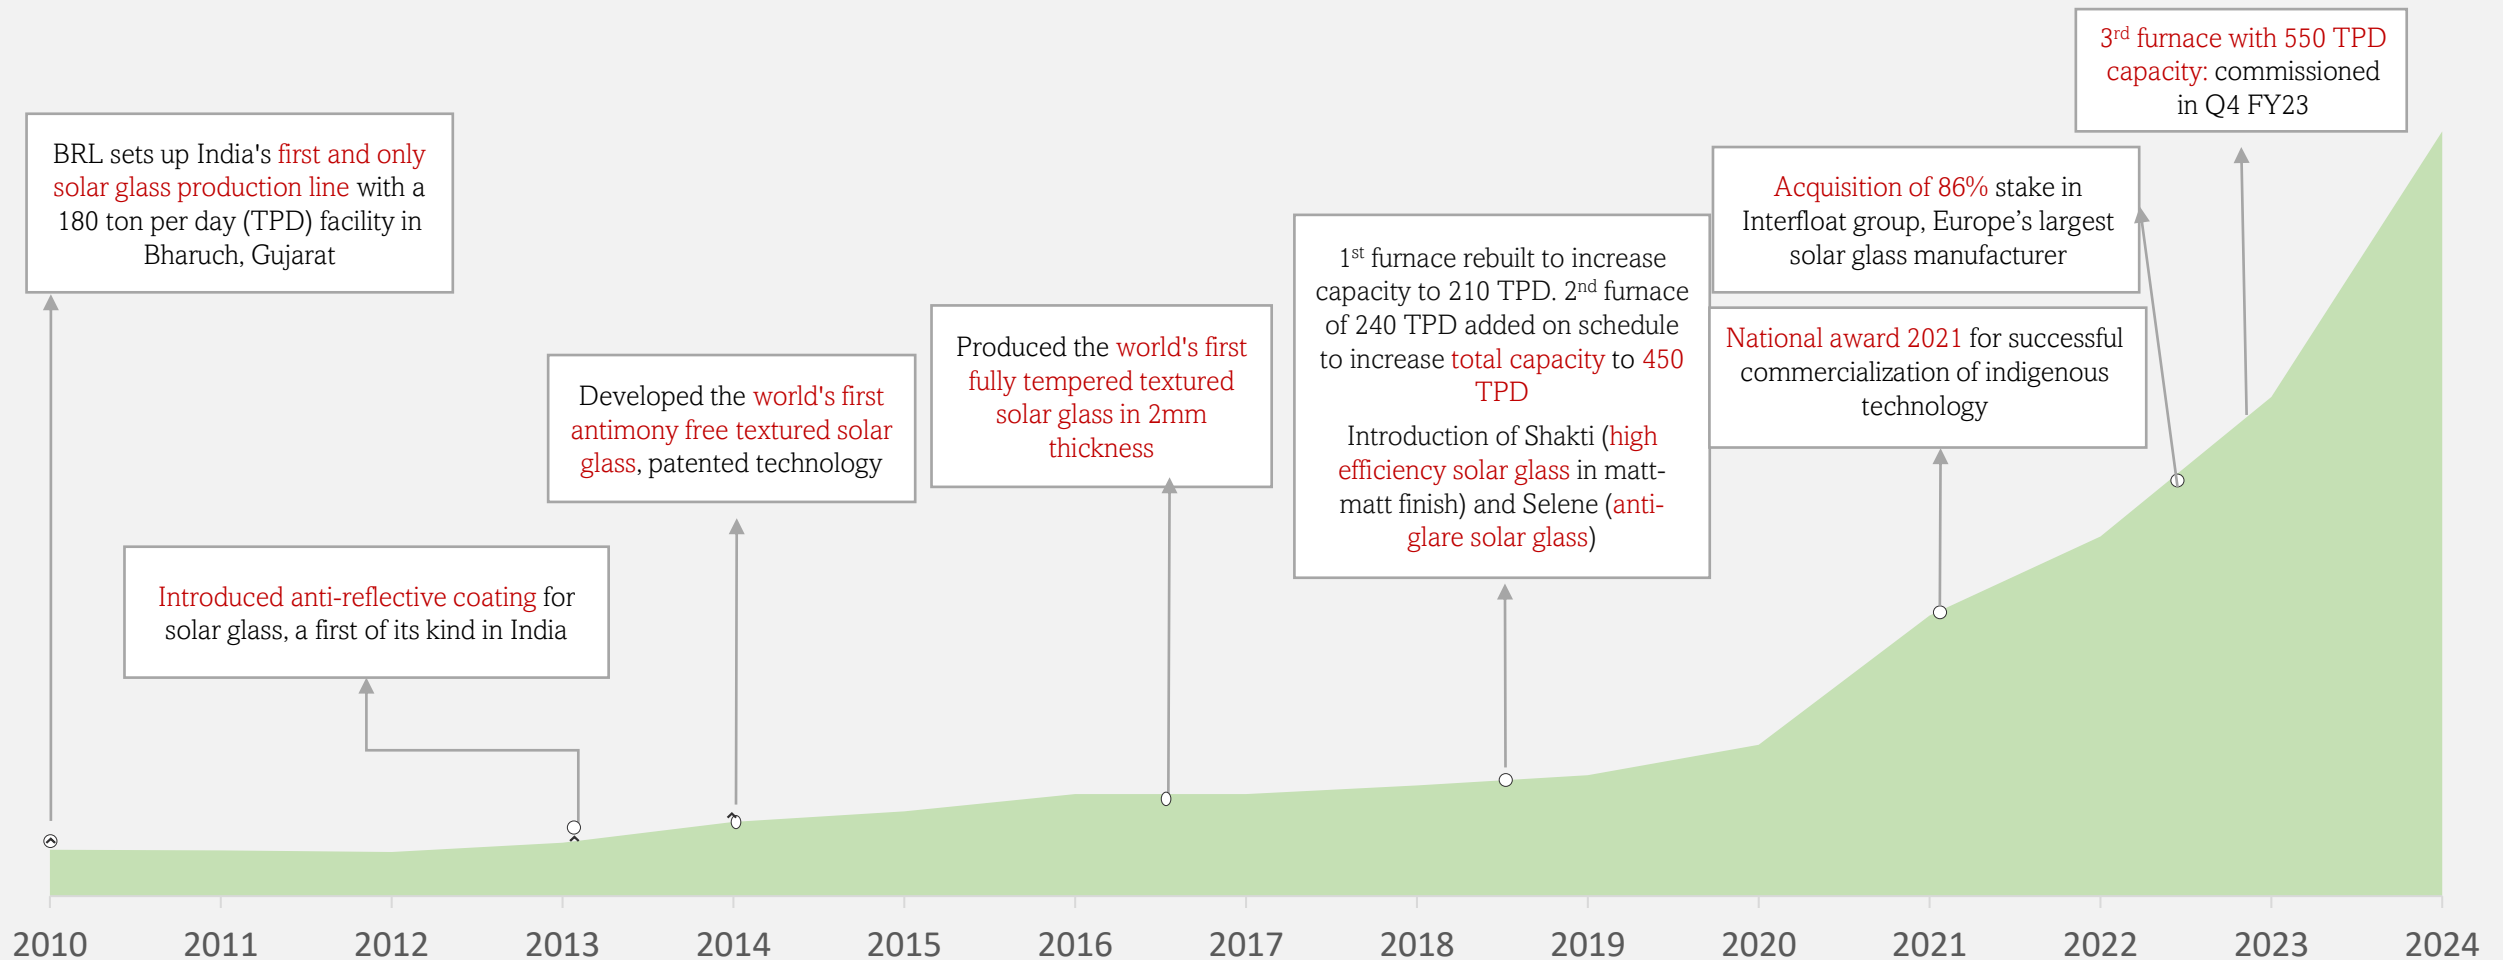 BRL sets up India's first and only
solar glass production line with a
180 ton per day (TPD) facility in
Bharuch, Gujarat
Introduced anti-reflective coating for
solar glass, a first of its kind in India
Developed the world's first
antimony free textured solar
glass, patented technology
Produced the world's first
fully tempered textured
solar glass in 2mm
thickness
1st furnace rebuilt to increase
capacity to 210 TPD. 2nd furnace
of 240 TPD added on schedule
to increase total capacity to 450
TPD
Introduction of Shakti (high
efficiency solar glass in matt-
matt finish) and Selene (anti-
glare solar glass)
National award 2021 for successful
commercialization of indigenous
technology
Acquisition of 86% stake in
Interfloat group, Europe’s largest
solar glass manufacturer
3rd furnace with 550 TPD
capacity: commissioned
in Q4 FY23
2010 2011 2012 2013 2014 2015 2016 2017 2018 2019 2020 2021 2022 2023 2024